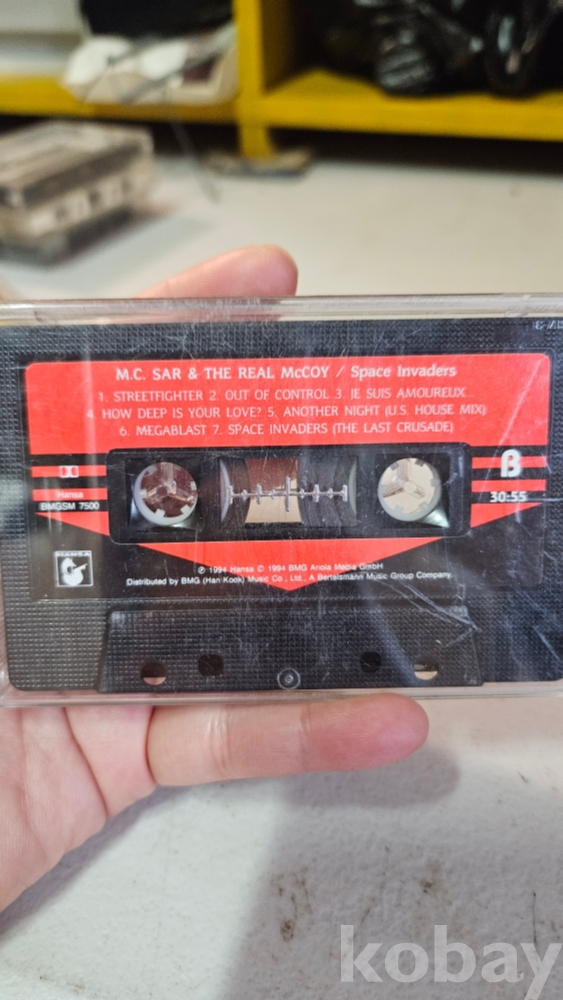 M.C. SAR & THE REAL McCOY / Space Invaders
1. STREETFIGHTER 2. OUT OF CONTROL 3. JE SUIS AMOUREUX...
4. HOW DEEP IS YOUR LOVE? 5. ANOTHER NIGHT (U.S. HOUSE MIX)
6. MEGABLAST 7. SPACE INVADERS (THE LAST CRUSADE)
Hansa
BMGSM 7500
B
30:55
HANSA
℗ 1994 Hansa © 1994 BMG Ariola Media GmbH
Distributed by BMG (Han Kook) Music Co., Ltd., A Bertelsmann Music Group Company.
kobay